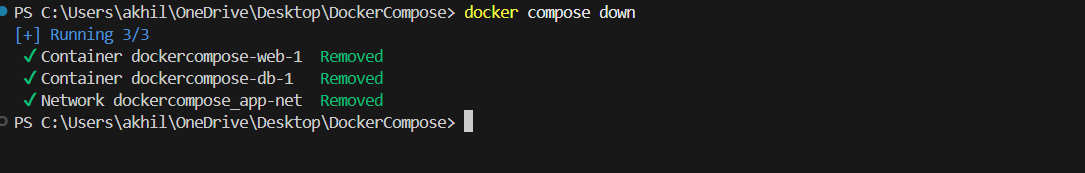 PS C:\Users\akhil\OneDrive\Desktop\DockerCompose> docker compose down
[+] Running 3/3
✓ Container dockercompose-web-1  Removed
✓ Container dockercompose-db-1   Removed
✓ Network dockercompose_app-net  Removed
PS C:\Users\akhil\OneDrive\Desktop\DockerCompose>